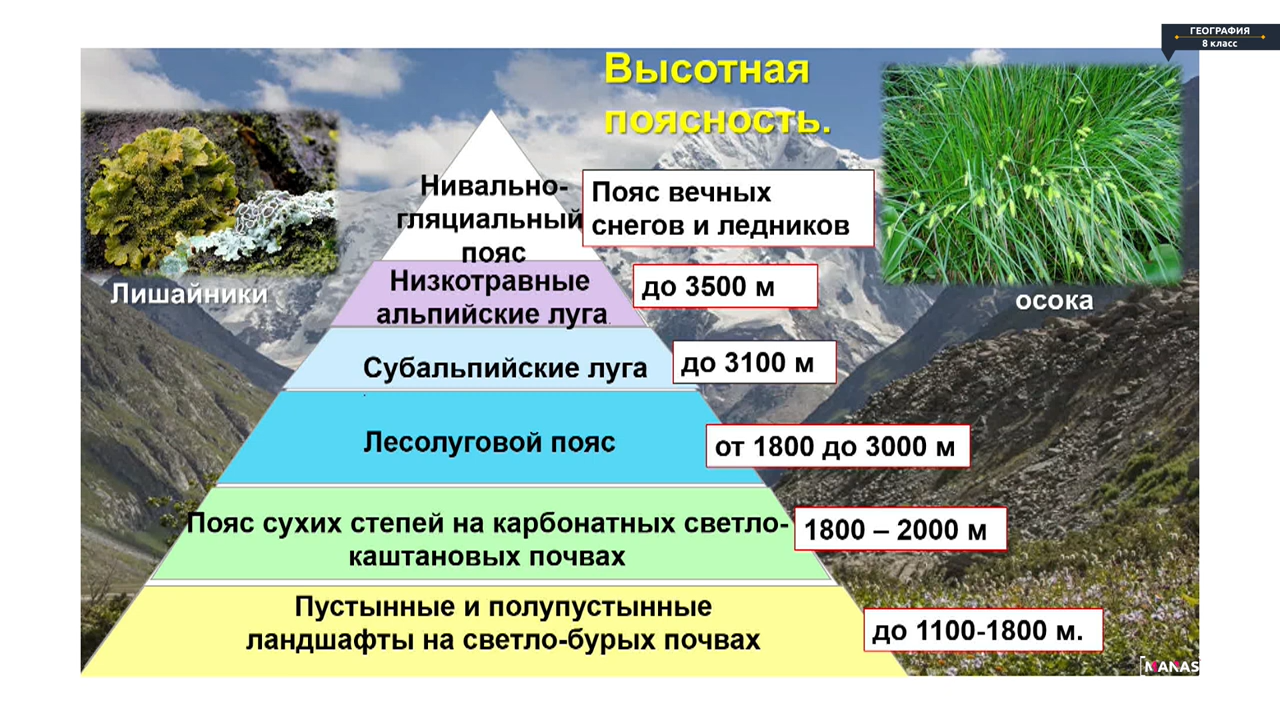 ГЕОГРАФИЯ
8 класс
Высотная
поясность.
Нивально-
гляциальный
пояс
Пояс вечных
снегов и ледников
Лишайники
осока
Низкотравные
альпийские луга
до 3500 м
Субальпийские луга
до 3100 м
Лесолуговой пояс
от 1800 до 3000 м
Пояс сухих степей на карбонатных светло-
каштановых почвах
1800 – 2000 м
Пустынные и полупустынные
ландшафты на светло-бурых почвах
до 1100-1800 м.
MANAS